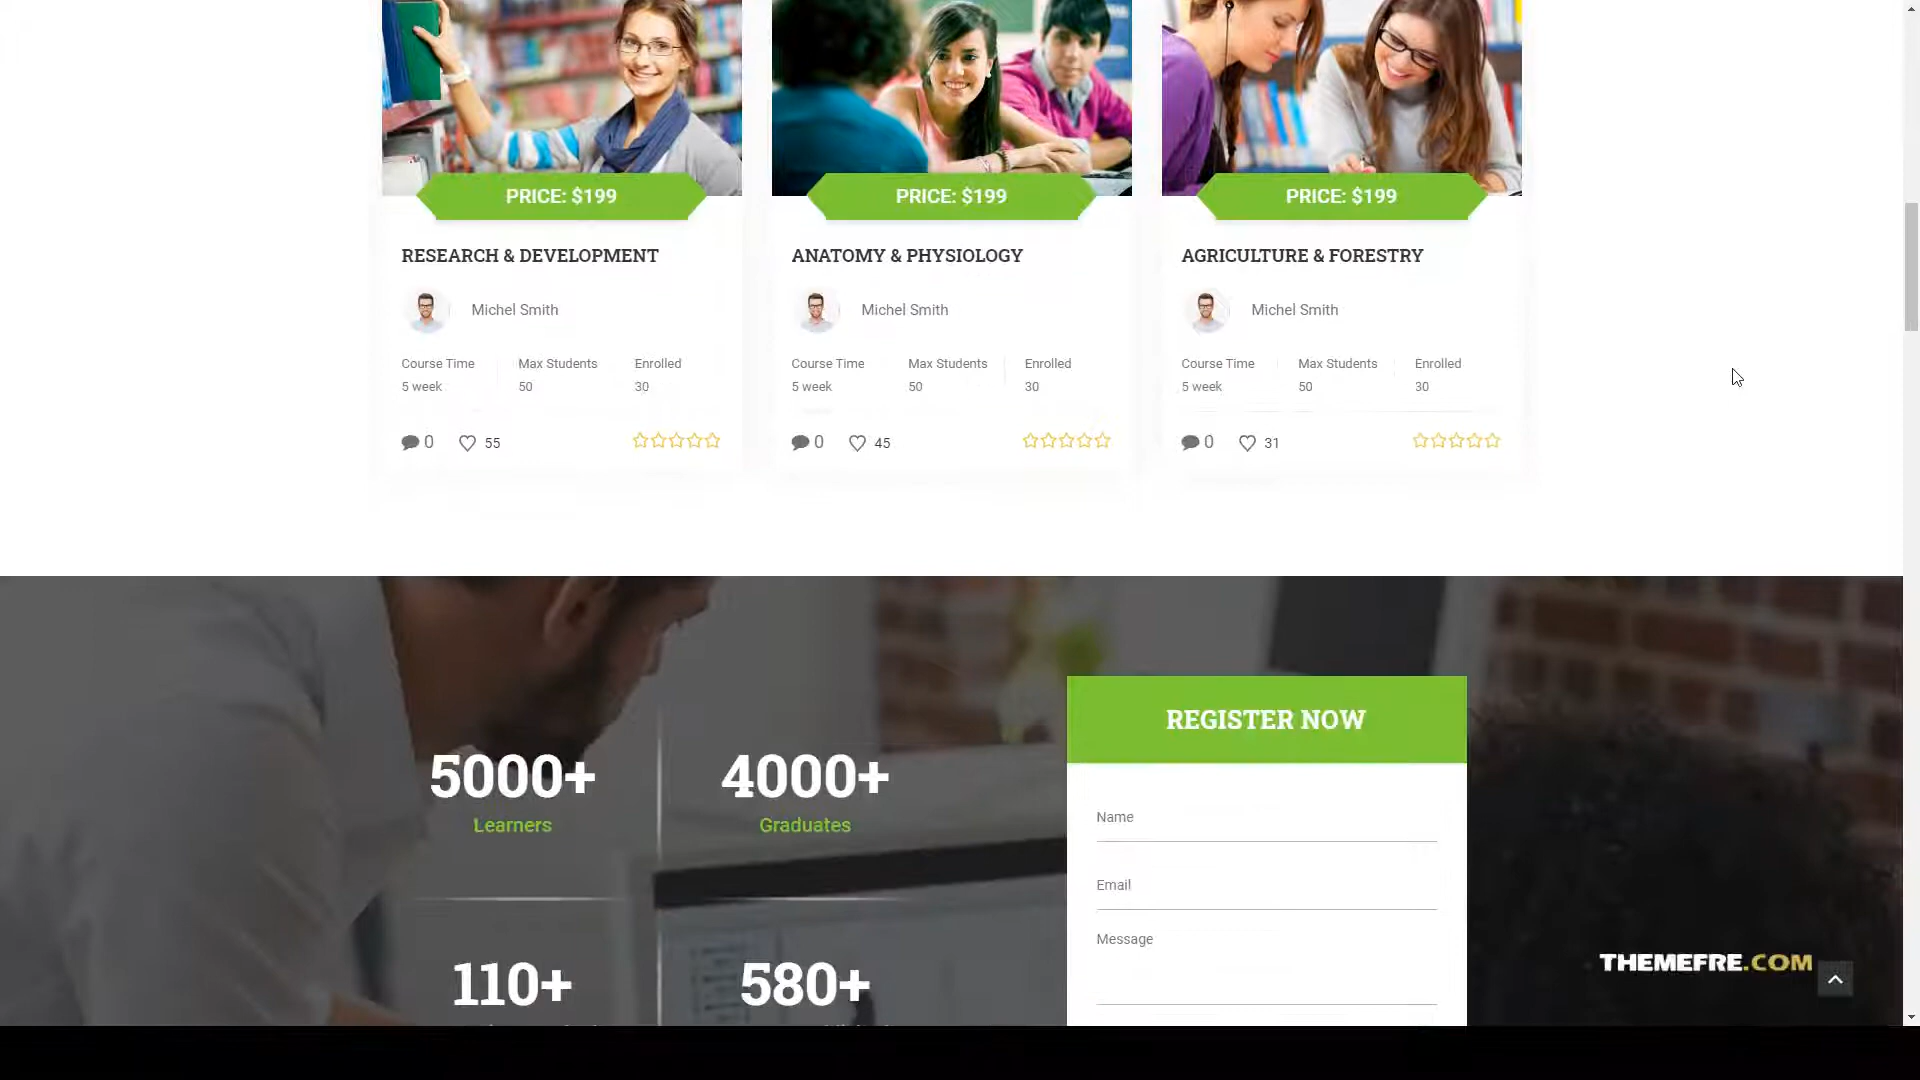 PRICE: $199 PRICE: $199 PRICE: $199
RESEARCH & DEVELOPMENT ANATOMY & PHYSIOLOGY AGRICULTURE & FORESTRY
Michel Smith Michel Smith Michel Smith
Course Time Max Students Enrolled Course Time Max Students Enrolled Course Time Max Students Enrolled
5 week 50 30 5 week 50 30 5 week 50 30
0 55 0 45 0 31
REGISTER NOW
5000+ 4000+
Learners Graduates
Name
Email
Message
110+ 580+
THEMEFRE.COM